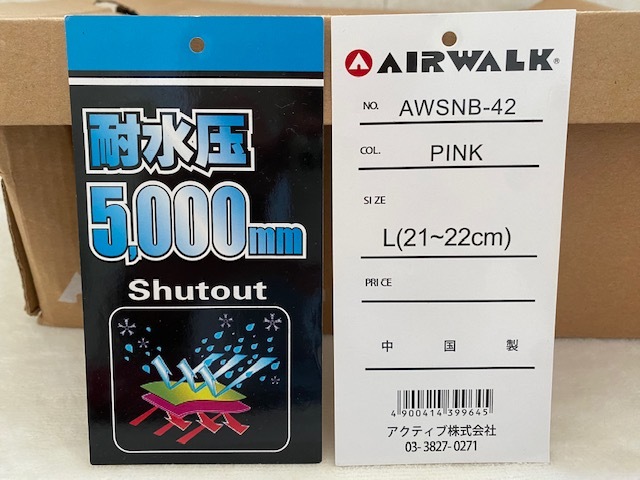 耐水圧
5,000mm
Shutout
AIRWALK®
NO. AWSNB-42
COL. PINK
SIZE
L(21~22cm)
PRICE
中 国 製
4 900414 399645
アクティブ株式会社
03-3827-0271